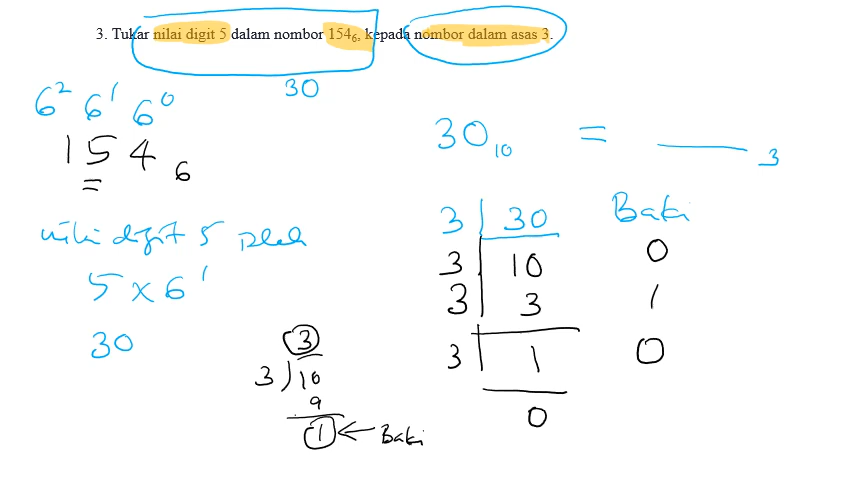 3. Tukar nilai digit 5 dalam nombor 154₆, kepada nombor dalam asas 3.
30
6² 6¹ 6⁰
1 5 4 ₆
=
nilai digit 5 ialah
5 × 6¹
30
3
3 ) 10
9
1 ← Baki
30₁₀ = ____ ₃
3 | 30 Baki
3 | 10 0
3 | 3 1
3 | 1 0
0